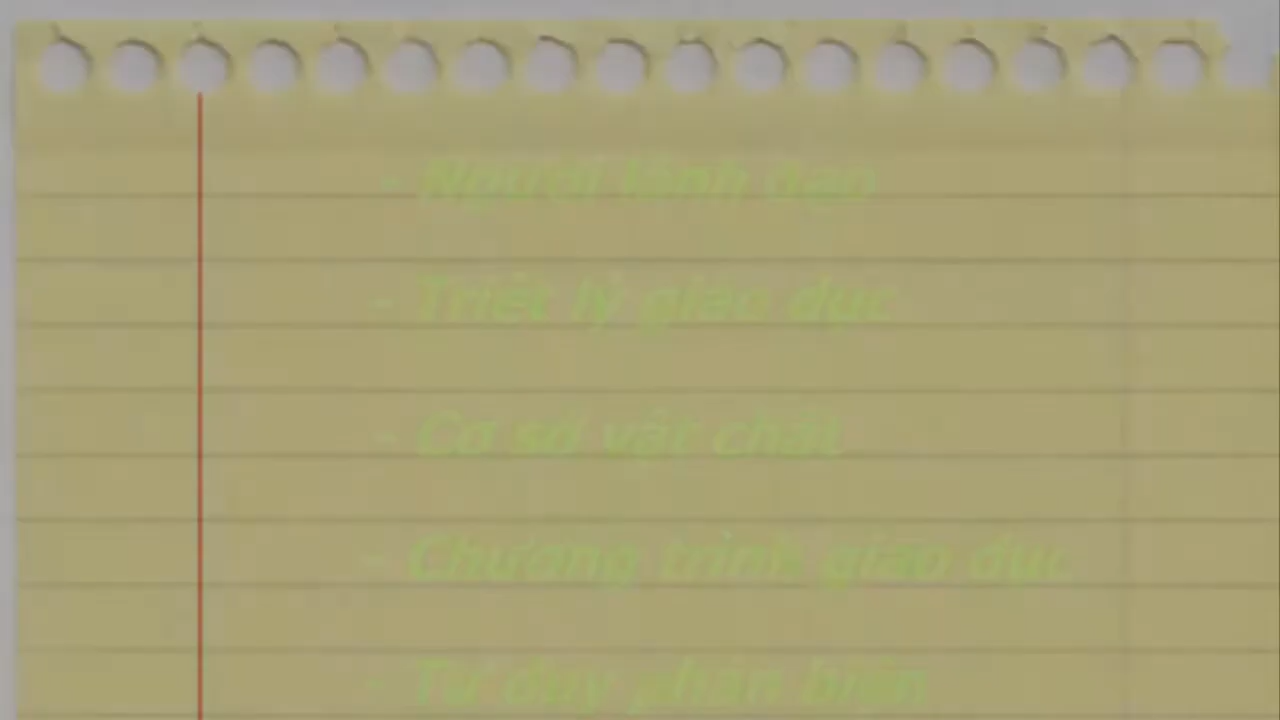 - Người lãnh đạo
- Triết lý giáo dục
- Cơ sở vật chất
- Chương trình giáo dục
- Tư duy phản biện